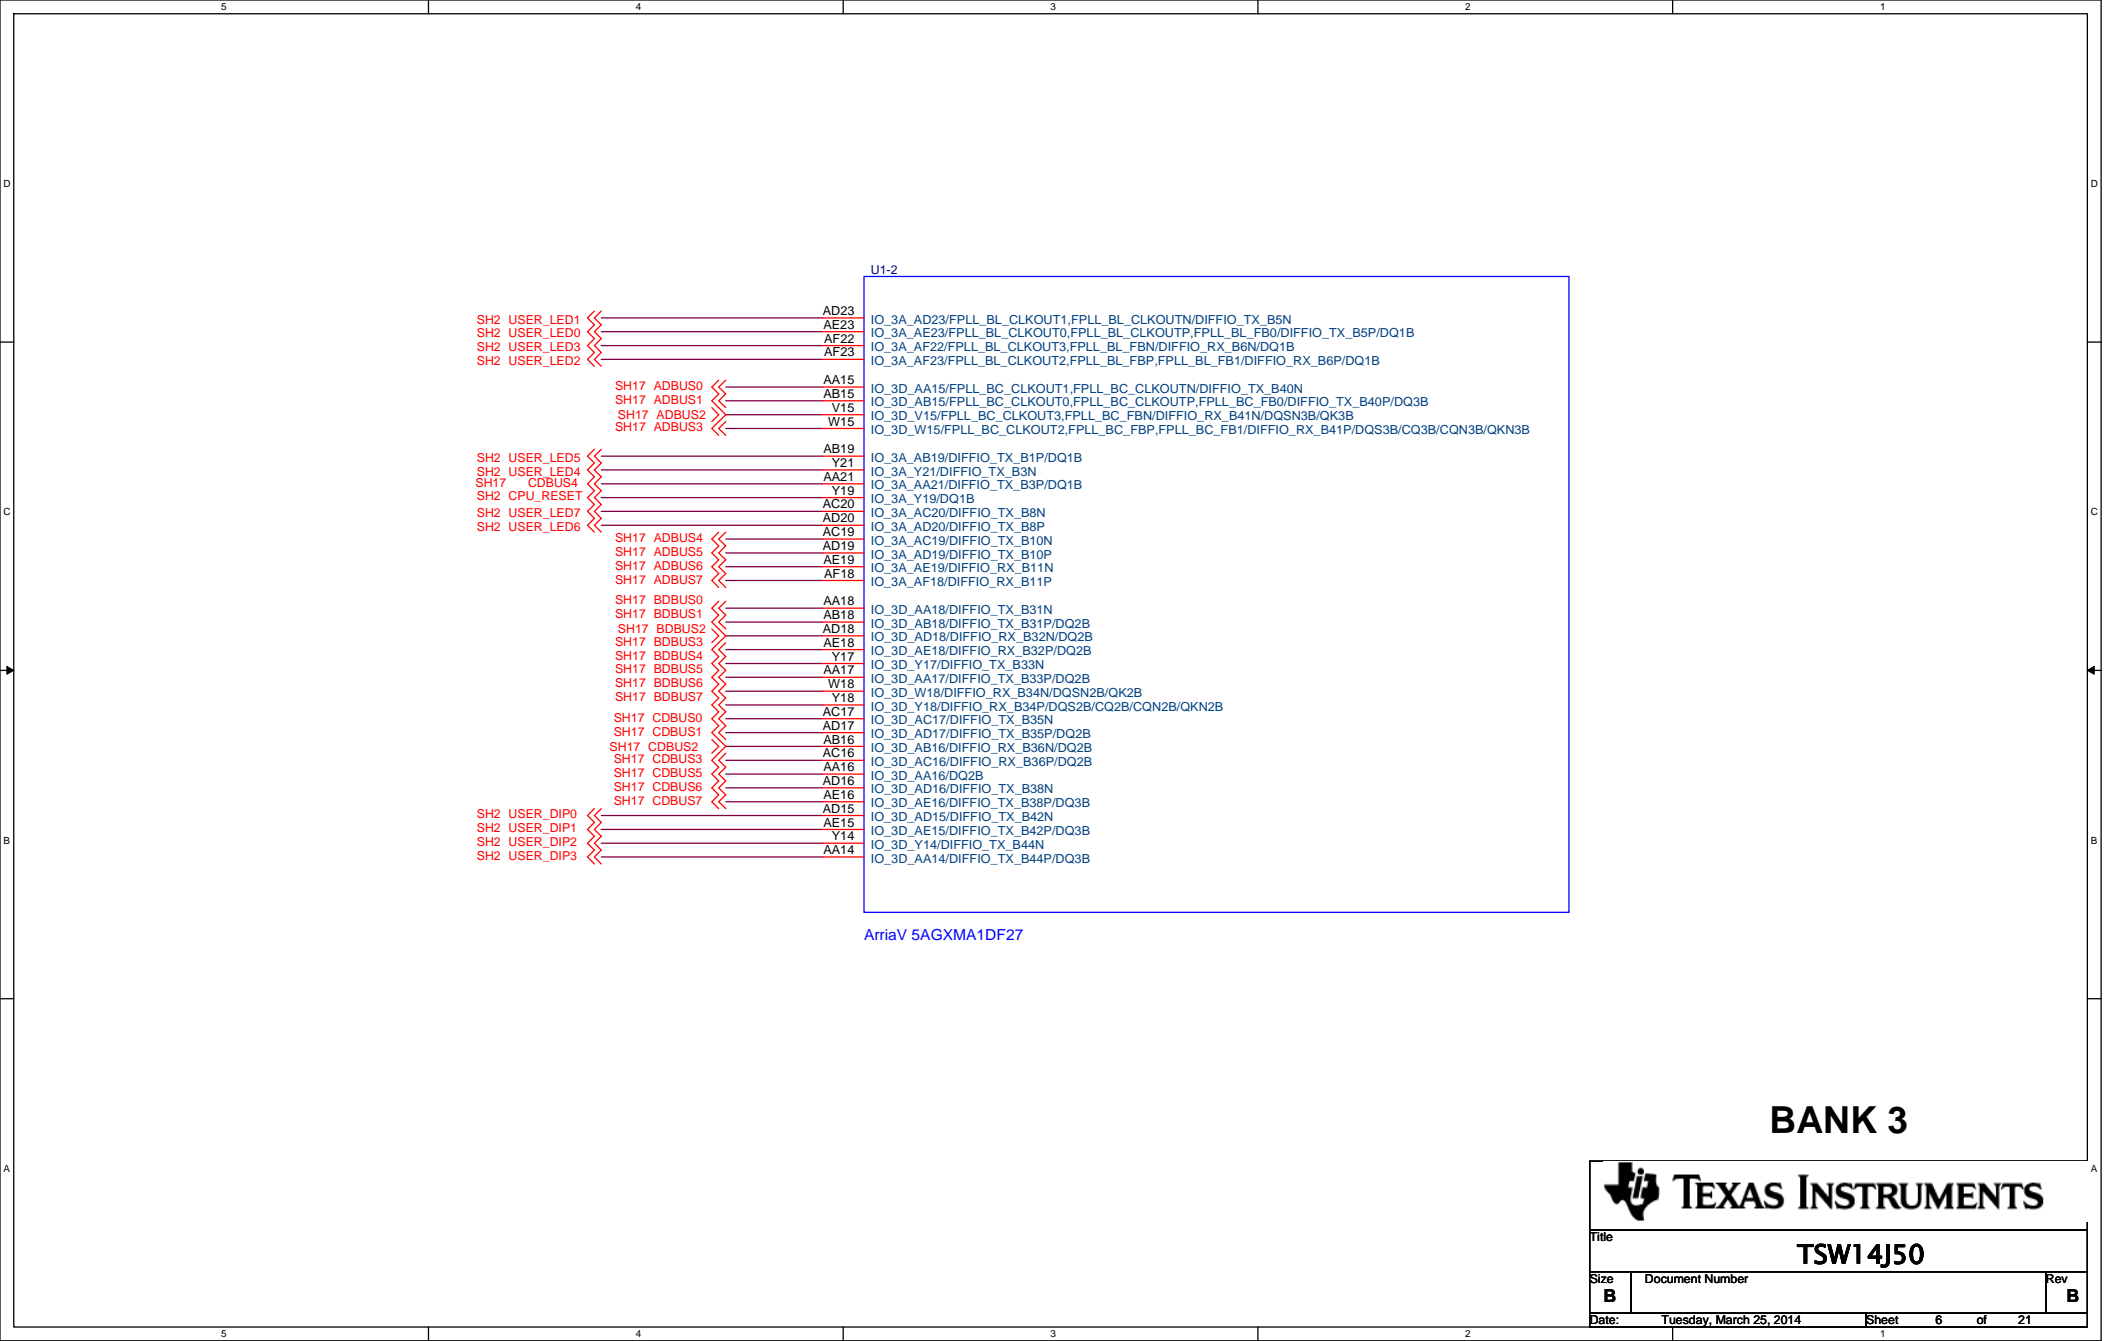 5 4 3 2 1
D D
C C
B B
A A
U1-2
SH2 USER_LED1 AD23 IO_3A_AD23/FPLL_BL_CLKOUT1,FPLL_BL_CLKOUTN/DIFFIO_TX_B5N
SH2 USER_LED0 AE23 IO_3A_AE23/FPLL_BL_CLKOUT0,FPLL_BL_CLKOUTP,FPLL_BL_FB0/DIFFIO_TX_B5P/DQ1B
SH2 USER_LED3 AF22 IO_3A_AF22/FPLL_BL_CLKOUT3,FPLL_BL_FBN/DIFFIO_RX_B6N/DQ1B
SH2 USER_LED2 AF23 IO_3A_AF23/FPLL_BL_CLKOUT2,FPLL_BL_FBP,FPLL_BL_FB1/DIFFIO_RX_B6P/DQ1B
SH17 ADBUS0 AA15 IO_3D_AA15/FPLL_BC_CLKOUT1,FPLL_BC_CLKOUTN/DIFFIO_TX_B40N
SH17 ADBUS1 AB15 IO_3D_AB15/FPLL_BC_CLKOUT0,FPLL_BC_CLKOUTP,FPLL_BC_FB0/DIFFIO_TX_B40P/DQ3B
SH17 ADBUS2 V15 IO_3D_V15/FPLL_BC_CLKOUT3,FPLL_BC_FBN/DIFFIO_RX_B41N/DQSN3B/QK3B
SH17 ADBUS3 W15 IO_3D_W15/FPLL_BC_CLKOUT2,FPLL_BC_FBP,FPLL_BC_FB1/DIFFIO_RX_B41P/DQS3B/CQ3B/CQN3B/QKN3B
SH2 USER_LED5 AB19 IO_3A_AB19/DIFFIO_TX_B1P/DQ1B
SH2 USER_LED4 Y21 IO_3A_Y21/DIFFIO_TX_B3N
SH17 CDBUS4 AA21 IO_3A_AA21/DIFFIO_TX_B3P/DQ1B
SH2 CPU_RESET Y19 IO_3A_Y19/DQ1B
SH2 USER_LED7 AC20 IO_3A_AC20/DIFFIO_TX_B8N
SH2 USER_LED6 AD20 IO_3A_AD20/DIFFIO_TX_B8P
SH17 ADBUS4 AC19 IO_3A_AC19/DIFFIO_TX_B10N
SH17 ADBUS5 AD19 IO_3A_AD19/DIFFIO_TX_B10P
SH17 ADBUS6 AE19 IO_3A_AE19/DIFFIO_RX_B11N
SH17 ADBUS7 AF18 IO_3A_AF18/DIFFIO_RX_B11P
SH17 BDBUS0 AA18 IO_3D_AA18/DIFFIO_TX_B31N
SH17 BDBUS1 AB18 IO_3D_AB18/DIFFIO_TX_B31P/DQ2B
SH17 BDBUS2 AD18 IO_3D_AD18/DIFFIO_RX_B32N/DQ2B
SH17 BDBUS3 AE18 IO_3D_AE18/DIFFIO_RX_B32P/DQ2B
SH17 BDBUS4 Y17 IO_3D_Y17/DIFFIO_TX_B33N
SH17 BDBUS5 AA17 IO_3D_AA17/DIFFIO_TX_B33P/DQ2B
SH17 BDBUS6 W18 IO_3D_W18/DIFFIO_RX_B34N/DQSN2B/QK2B
SH17 BDBUS7 Y18 IO_3D_Y18/DIFFIO_RX_B34P/DQS2B/CQ2B/CQN2B/QKN2B
SH17 CDBUS0 AC17 IO_3D_AC17/DIFFIO_TX_B35N
SH17 CDBUS1 AD17 IO_3D_AD17/DIFFIO_TX_B35P/DQ2B
SH17 CDBUS2 AB16 IO_3D_AB16/DIFFIO_RX_B36N/DQ2B
SH17 CDBUS3 AC16 IO_3D_AC16/DIFFIO_RX_B36P/DQ2B
SH17 CDBUS5 AA16 IO_3D_AA16/DQ2B
SH17 CDBUS6 AD16 IO_3D_AD16/DIFFIO_TX_B38N
SH17 CDBUS7 AE16 IO_3D_AE16/DIFFIO_TX_B38P/DQ3B
SH2 USER_DIP0 AD15 IO_3D_AD15/DIFFIO_TX_B42N
SH2 USER_DIP1 AE15 IO_3D_AE15/DIFFIO_TX_B42P/DQ3B
SH2 USER_DIP2 Y14 IO_3D_Y14/DIFFIO_TX_B44N
SH2 USER_DIP3 AA14 IO_3D_AA14/DIFFIO_TX_B44P/DQ3B
ArriaV 5AGXMA1DF27
BANK 3
TEXAS INSTRUMENTS
Title
TSW14J50
Size Document Number Rev
B B
Date: Tuesday, March 25, 2014 Sheet 6 of 21
5 4 3 2 1